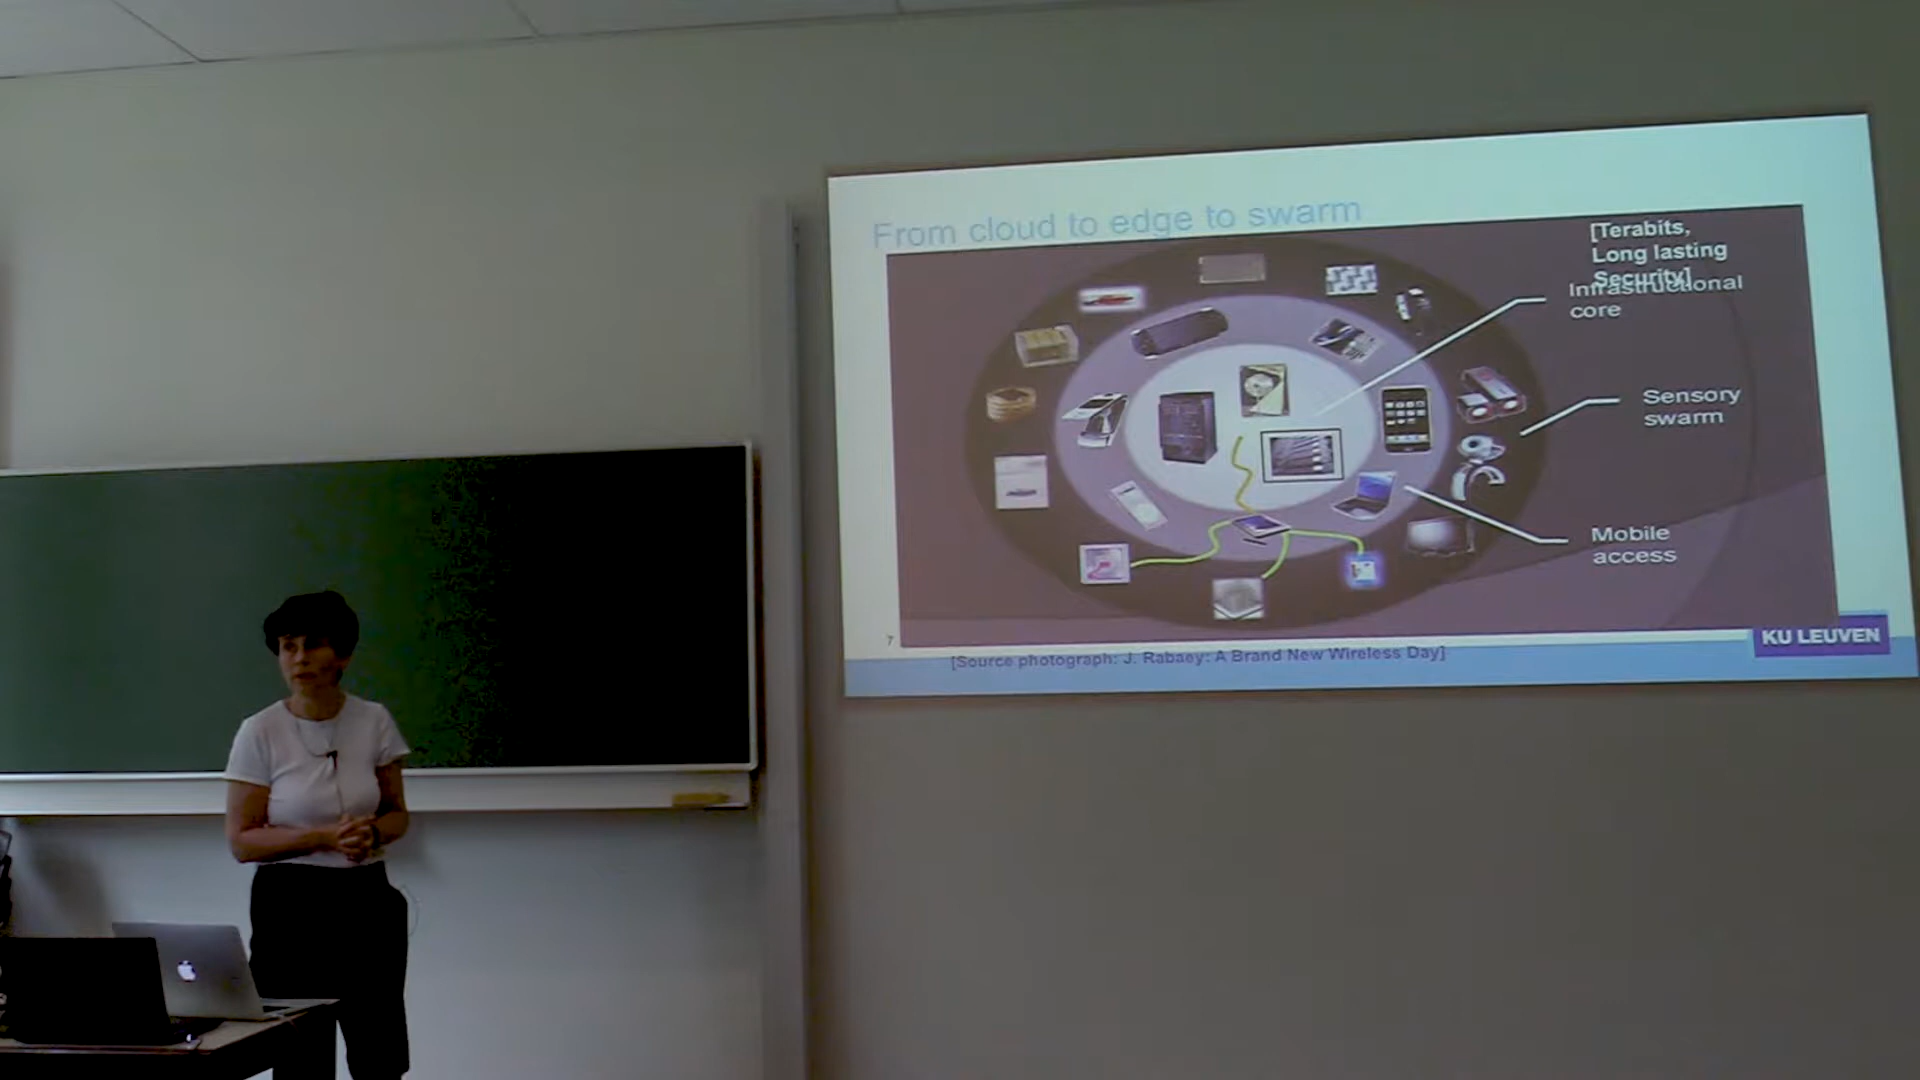 From cloud to edge to swarm
[Terabits,
Long lasting
Security]
Infrastructional
core
Sensory
swarm
Mobile
access
7
[Source photograph: J. Rabaey: A Brand New Wireless Day]
KU LEUVEN